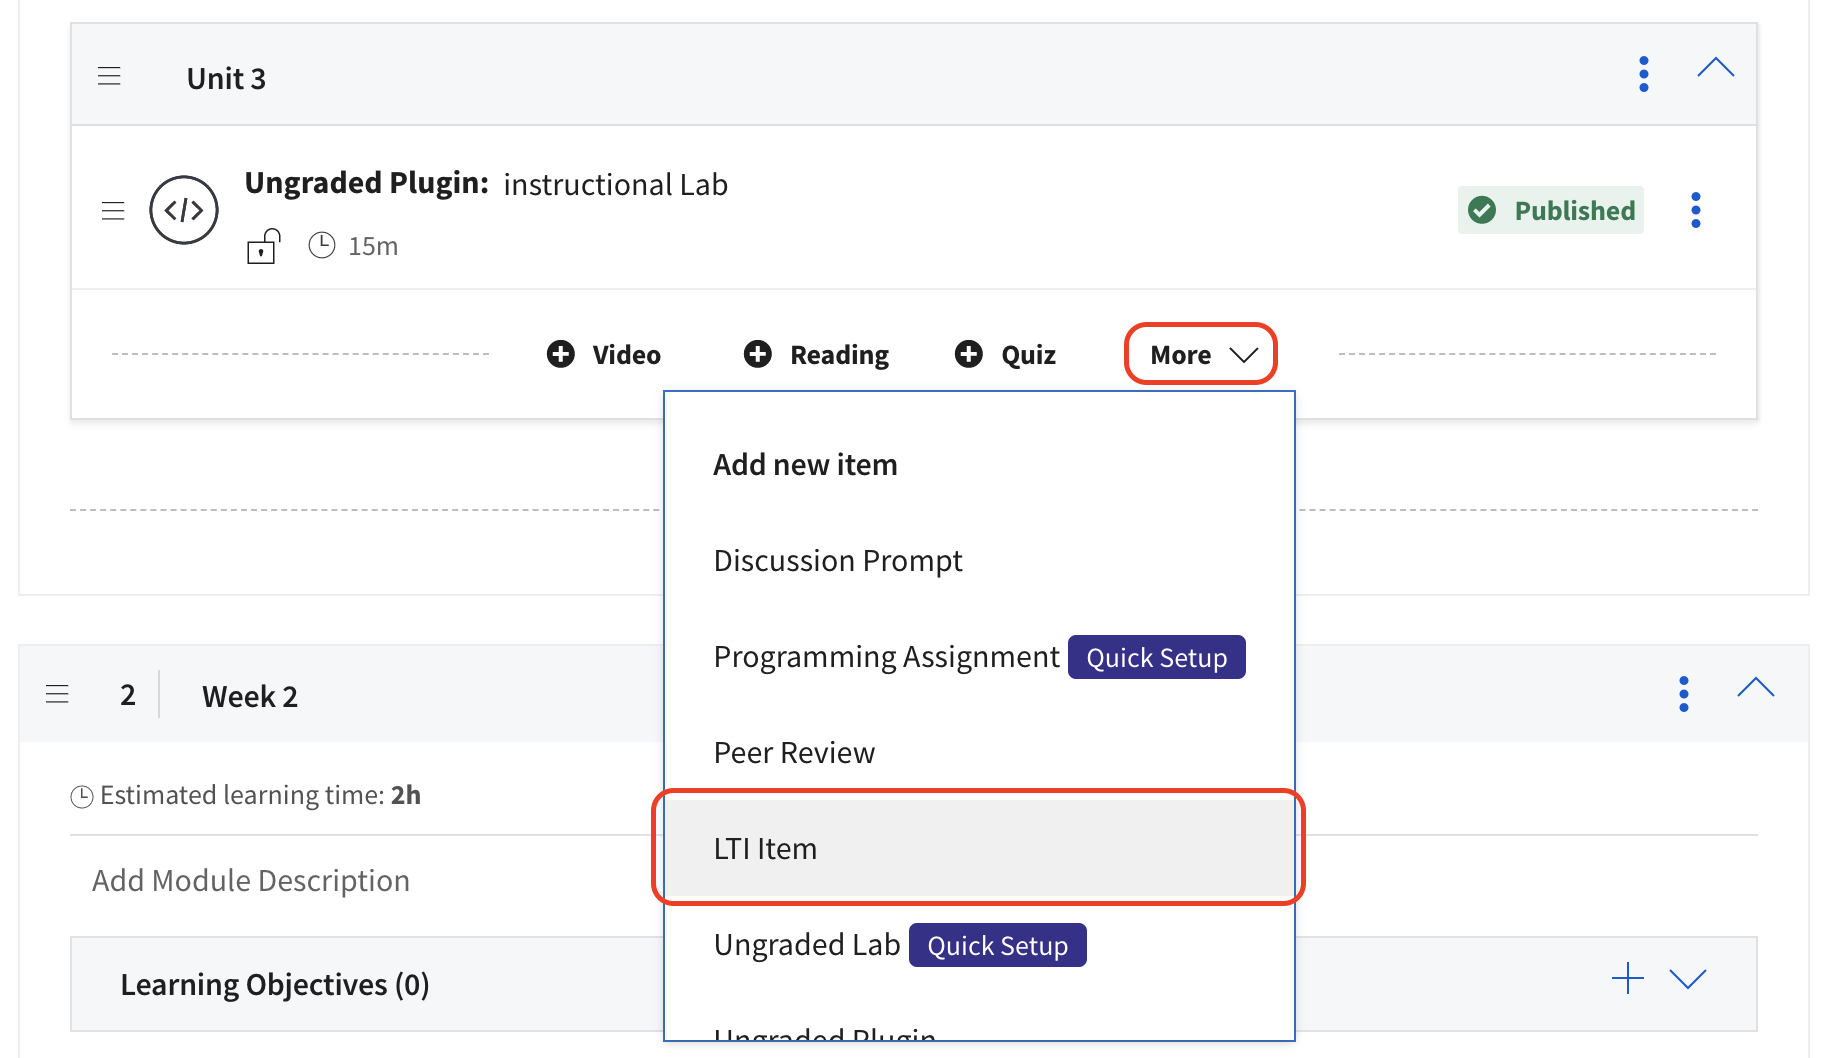 Unit 3
Ungraded Plugin: instructional Lab
15m
Published
Video Reading Quiz More
Add new item
Discussion Prompt
Programming Assignment Quick Setup
Peer Review
LTI Item
Ungraded Lab Quick Setup
Ungraded Plugin
2 Week 2
Estimated learning time: 2h
Add Module Description
Learning Objectives (0)